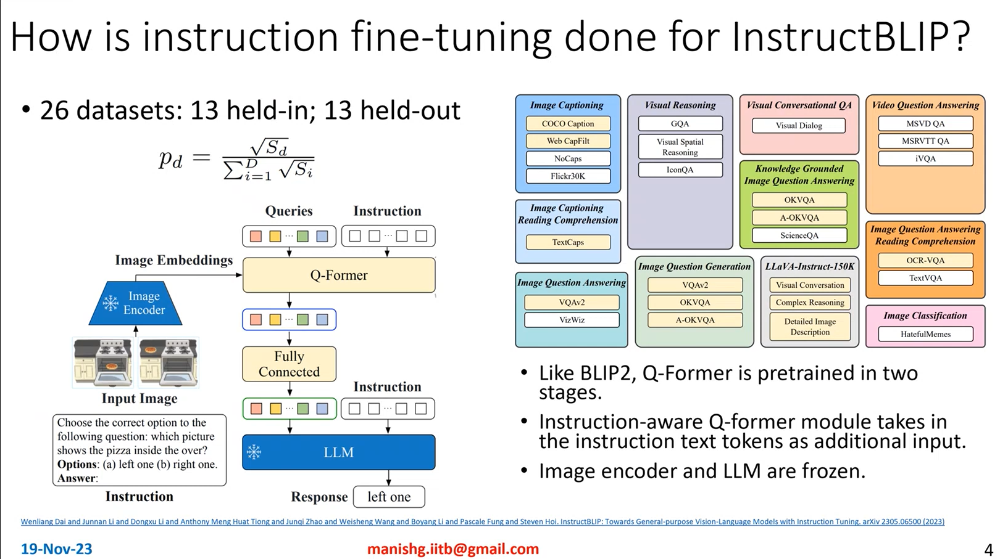 How is instruction fine-tuning done for InstructBLIP?
• 26 datasets: 13 held-in; 13 held-out
p_d = √S_d / ∑_{i=1}^{D} √S_i
Queries
Instruction
Image Embeddings
Q-Former
Image
Encoder
Fully
Connected
Input Image
Instruction
Choose the correct option to the
following question: which picture
shows the pizza inside the over?
Options: (a) left one (b) right one.
Answer:
Instruction
LLM
Response
left one
Image Captioning
COCO Caption
Web CapFilt
NoCaps
Flickr30K
Image Captioning
Reading Comprehension
TextCaps
Image Question Answering
VQAv2
VizWiz
Visual Reasoning
GQA
Visual Spatial
Reasoning
IconQA
Image Question Generation
VQAv2
OKVQA
A-OKVQA
Visual Conversational QA
Visual Dialog
Knowledge Grounded
Image Question Answering
OKVQA
A-OKVQA
ScienceQA
LLaVA-Instruct-150K
Visual Conversation
Complex Reasoning
Detailed Image
Description
Video Question Answering
MSVD QA
MSRVTT QA
iVQA
Image Question Answering
Reading Comprehension
OCR-VQA
TextVQA
Image Classification
HatefulMemes
• Like BLIP2, Q-Former is pretrained in two
stages.
• Instruction-aware Q-former module takes in
the instruction text tokens as additional input.
• Image encoder and LLM are frozen.
Wenliang Dai and Junnan Li and Dongxu Li and Anthony Meng Huat Tiong and Junqi Zhao and Weisheng Wang and Boyang Li and Pascale Fung and Steven Hoi. InstructBLIP: Towards General-purpose Vision-Language Models with Instruction Tuning. arXiv 2305.06500 (2023)
19-Nov-23
manishg.iitb@gmail.com
4